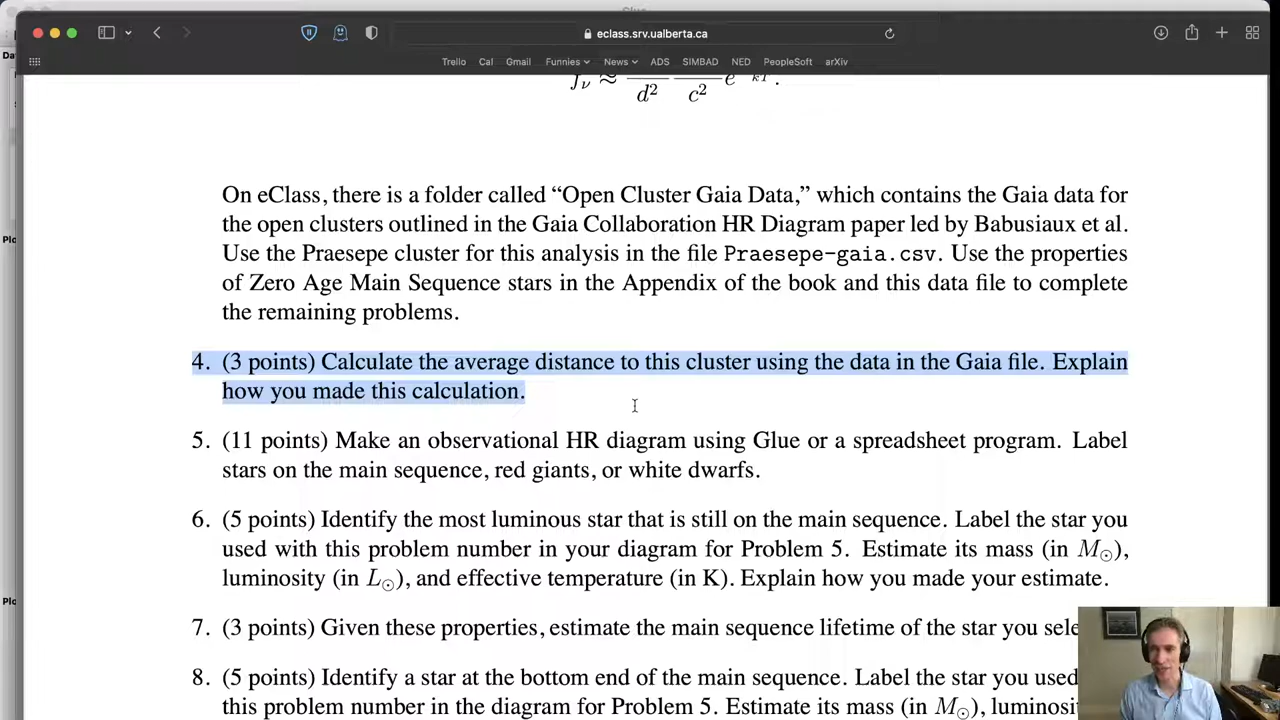 Glue
eclass.srv.ualberta.ca
Trello Cal Gmail Funnies News ADS SIMBAD NED PeopleSoft arXiv
Da
fν ≈ d² c² e kT .
On eClass, there is a folder called “Open Cluster Gaia Data,” which contains the Gaia data for
the open clusters outlined in the Gaia Collaboration HR Diagram paper led by Babusiaux et al.
Plo
Use the Praesepe cluster for this analysis in the file Praesepe-gaia.csv. Use the properties
of Zero Age Main Sequence stars in the Appendix of the book and this data file to complete
the remaining problems.
4. (3 points) Calculate the average distance to this cluster using the data in the Gaia file. Explain
how you made this calculation.
5. (11 points) Make an observational HR diagram using Glue or a spreadsheet program. Label
stars on the main sequence, red giants, or white dwarfs.
6. (5 points) Identify the most luminous star that is still on the main sequence. Label the star you
used with this problem number in your diagram for Problem 5. Estimate its mass (in M⊙),
luminosity (in L⊙), and effective temperature (in K). Explain how you made your estimate.
Plo
7. (3 points) Given these properties, estimate the main sequence lifetime of the star you sele
8. (5 points) Identify a star at the bottom end of the main sequence. Label the star you used
this problem number in the diagram for Problem 5. Estimate its mass (in M⊙), luminosi